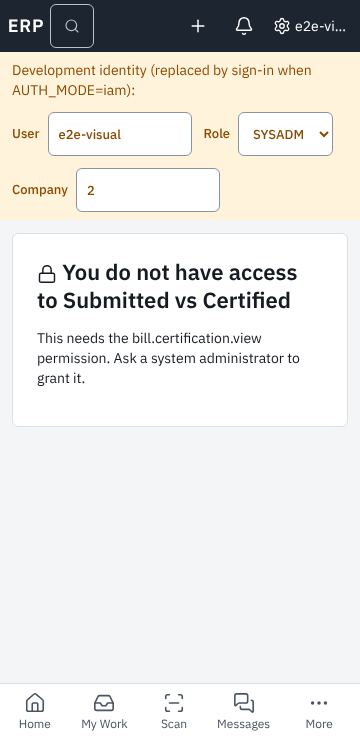 ERP
e2e-vi...
Development identity (replaced by sign-in when
AUTH_MODE=iam):
User e2e-visual Role SYSADM
Company 2
You do not have access
to Submitted vs Certified
This needs the bill.certification.view
permission. Ask a system administrator to
grant it.
Home My Work Scan Messages More